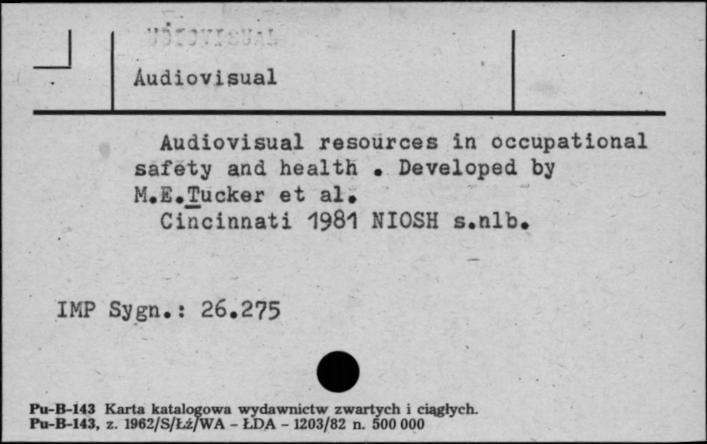 Audiovisual
Audiovisual resources in occupational
safety and health . Developed by
M.E.Tucker et al.
Cincinnati 1981 NIOSH s.nlb.
IMP Sygn.: 26.275
Pu-B-143 Karta katalogowa wydawnictw zwartych i ciągłych.
Pu-B-143, z. 1962/S/Łź/WA - ŁDA - 1203/82 n. 500 000